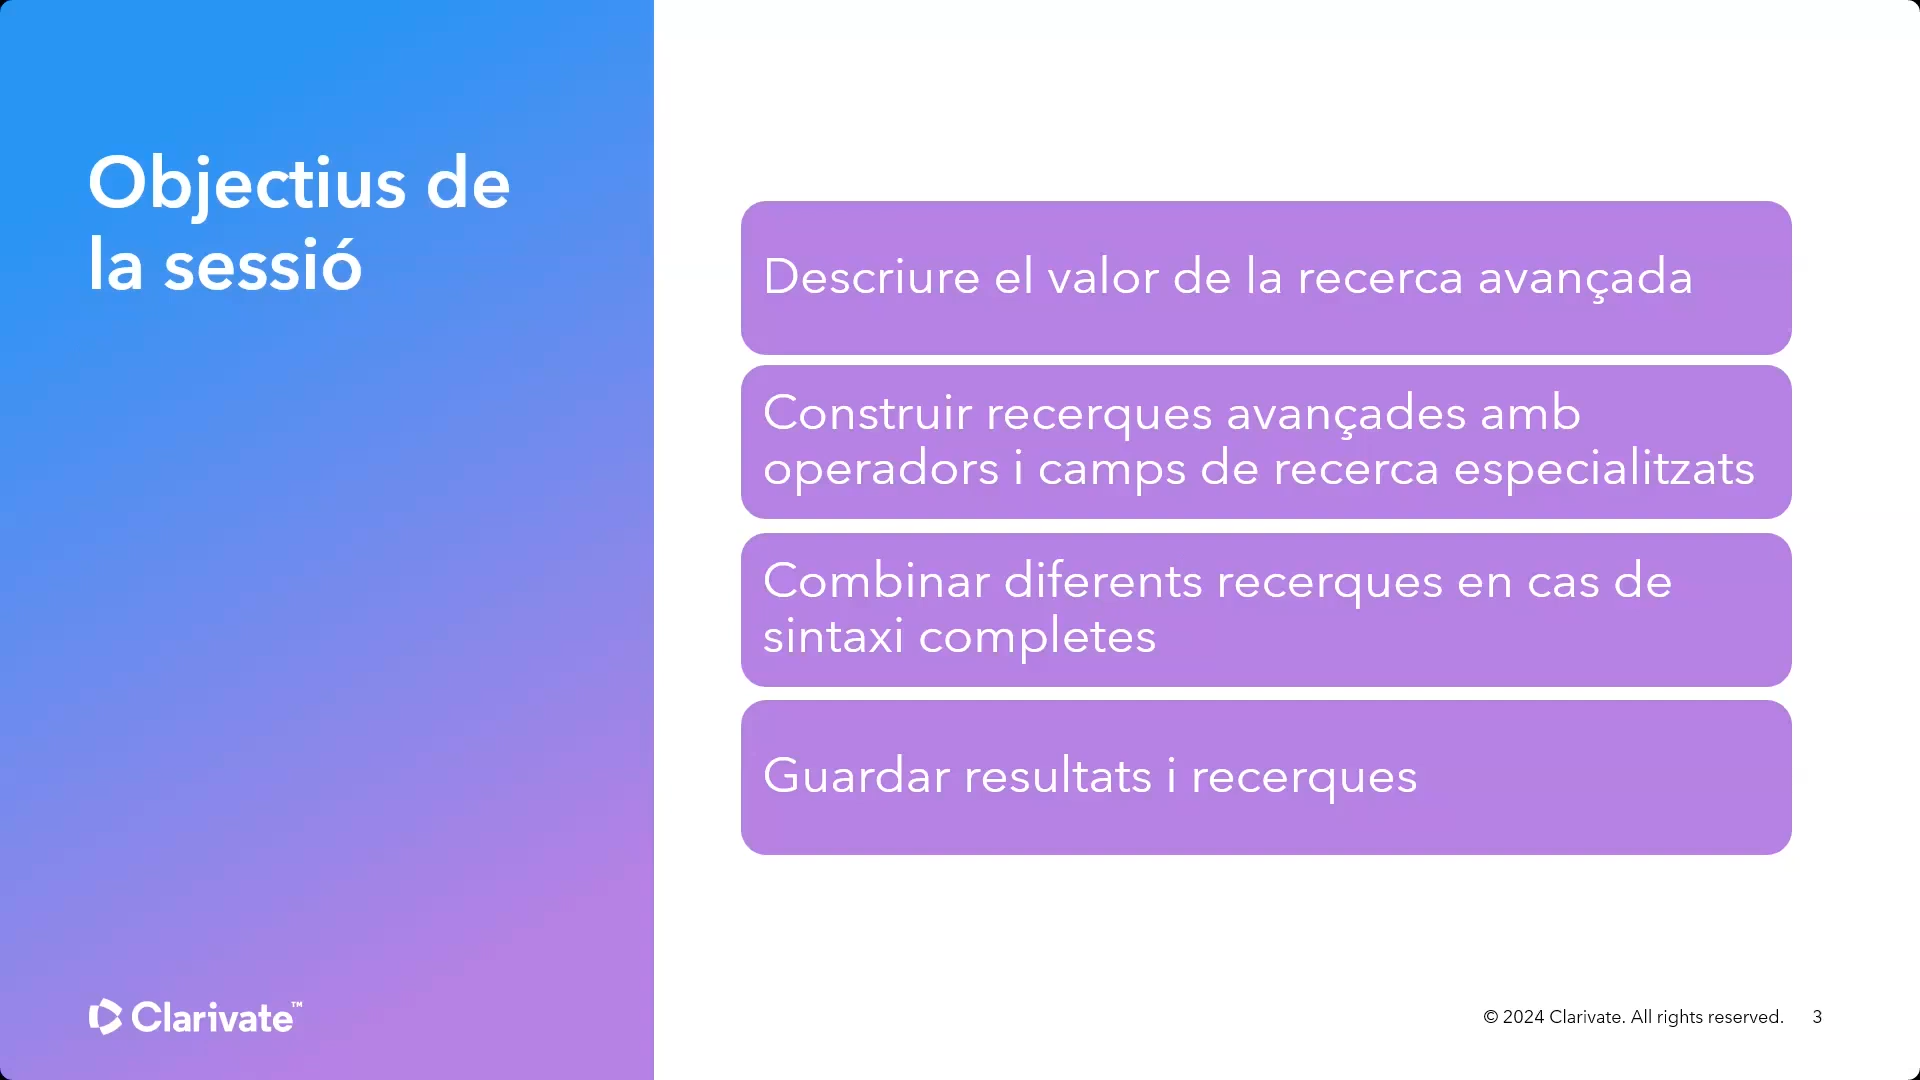 Objectius de
la sessió
Descriure el valor de la recerca avançada
Construir recerques avançades amb
operadors i camps de recerca especialitzats
Combinar diferents recerques en cas de
sintaxi completes
Guardar resultats i recerques
Clarivate™
© 2024 Clarivate. All rights reserved. 3